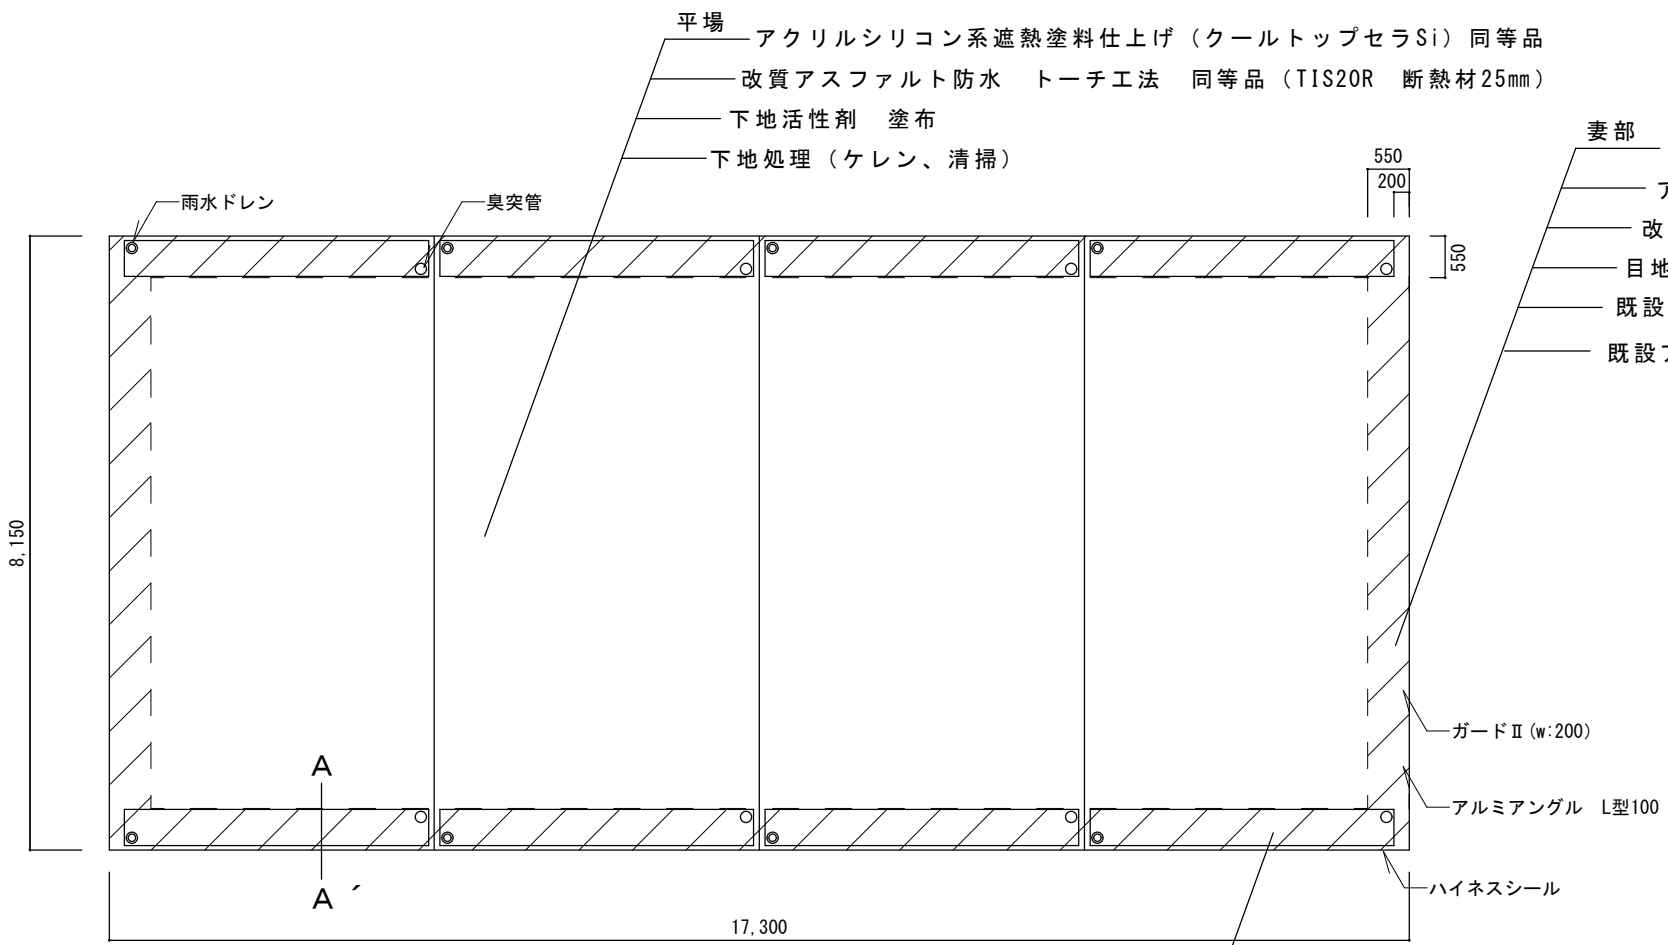 平場
アクリルシリコン系遮熱塗料仕上げ（クールトップセラSi）同等品
改質アスファルト防水　トーチ工法　同等品（TIS20R　断熱材25mm）
下地活性剤　塗布
下地処理（ケレン、清掃）
妻部
550
200
ア
改
目地
既設
既設ア
雨水ドレン
臭突管
550
8,150
ガードⅡ(w:200)
アルミアングル　L型100
ハイネスシール
A
A´
17,300